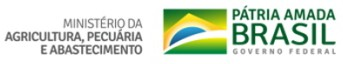 MINISTÉRIO DA
AGRICULTURA, PECUÁRIA
E ABASTECIMENTO
PÁTRIA AMADA
BRASIL
GOVERNO FEDERAL